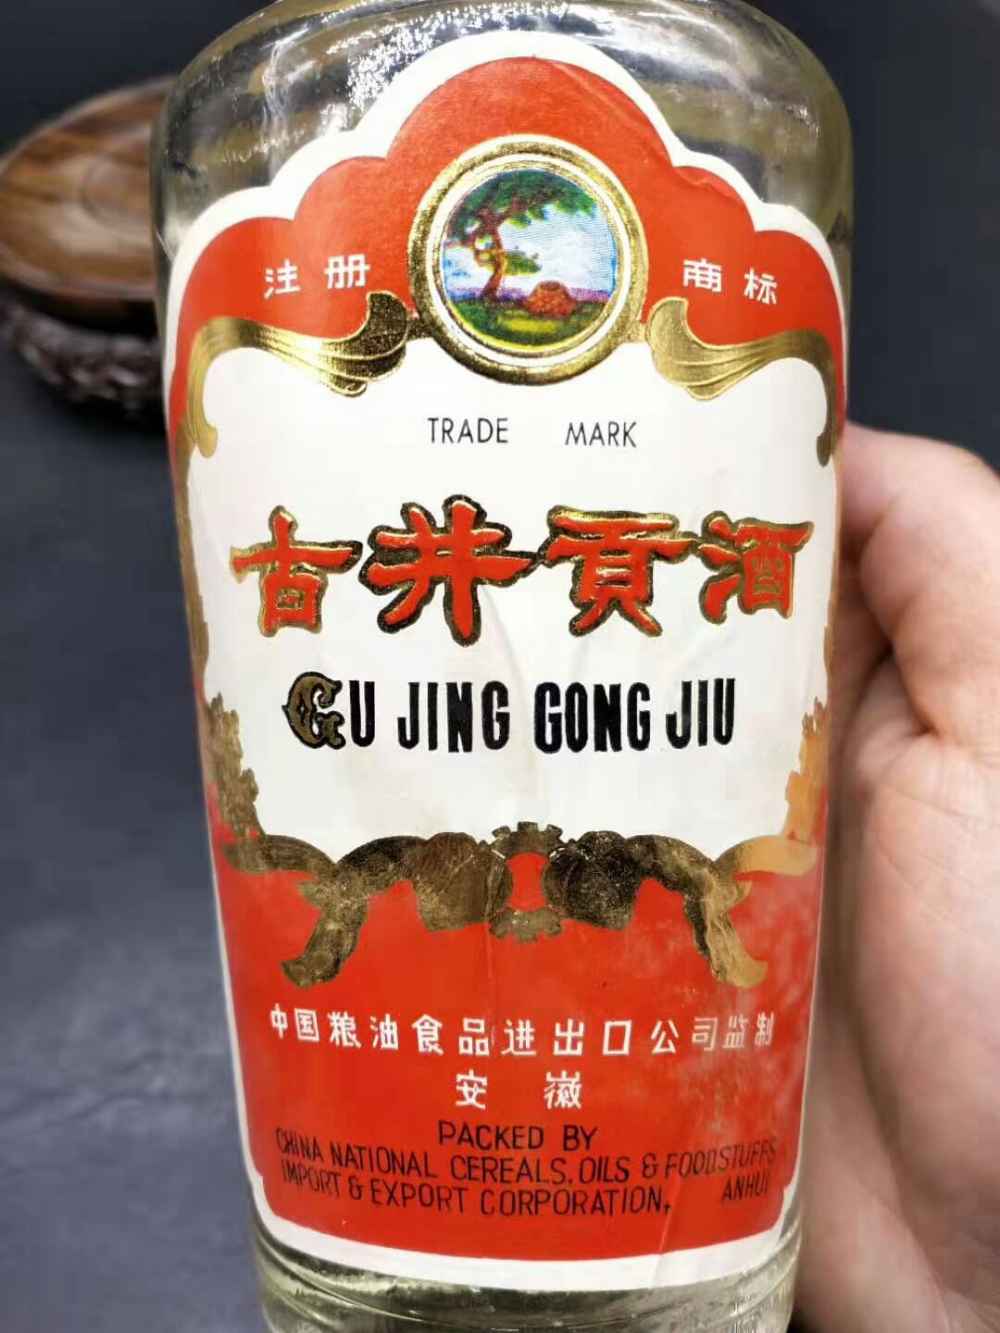 注册 商标
TRADE MARK
古井贡酒
GU JING GONG JIU
中国粮油食品进出口公司监制
安徽
PACKED BY
CHINA NATIONAL CEREALS, OILS & FOODSTUFFS
IMPORT & EXPORT CORPORATION, ANHUI